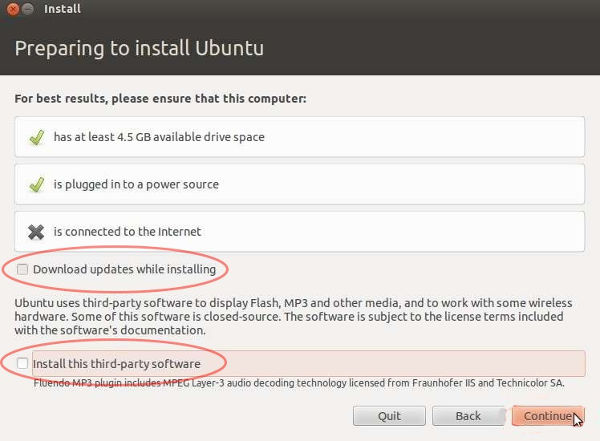 Install
Preparing to install Ubuntu
For best results, please ensure that this computer:
has at least 4.5 GB available drive space
is plugged in to a power source
is connected to the Internet
Download updates while installing
Ubuntu uses third-party software to display Flash, MP3 and other media, and to work with some wireless
hardware. Some of this software is closed-source. The software is subject to the license terms included
with the software's documentation.
Install this third-party software
Fluendo MP3 plugin includes MPEG Layer-3 audio decoding technology licensed from Fraunhofer IIS and Technicolor SA.
Quit
Back
Continue